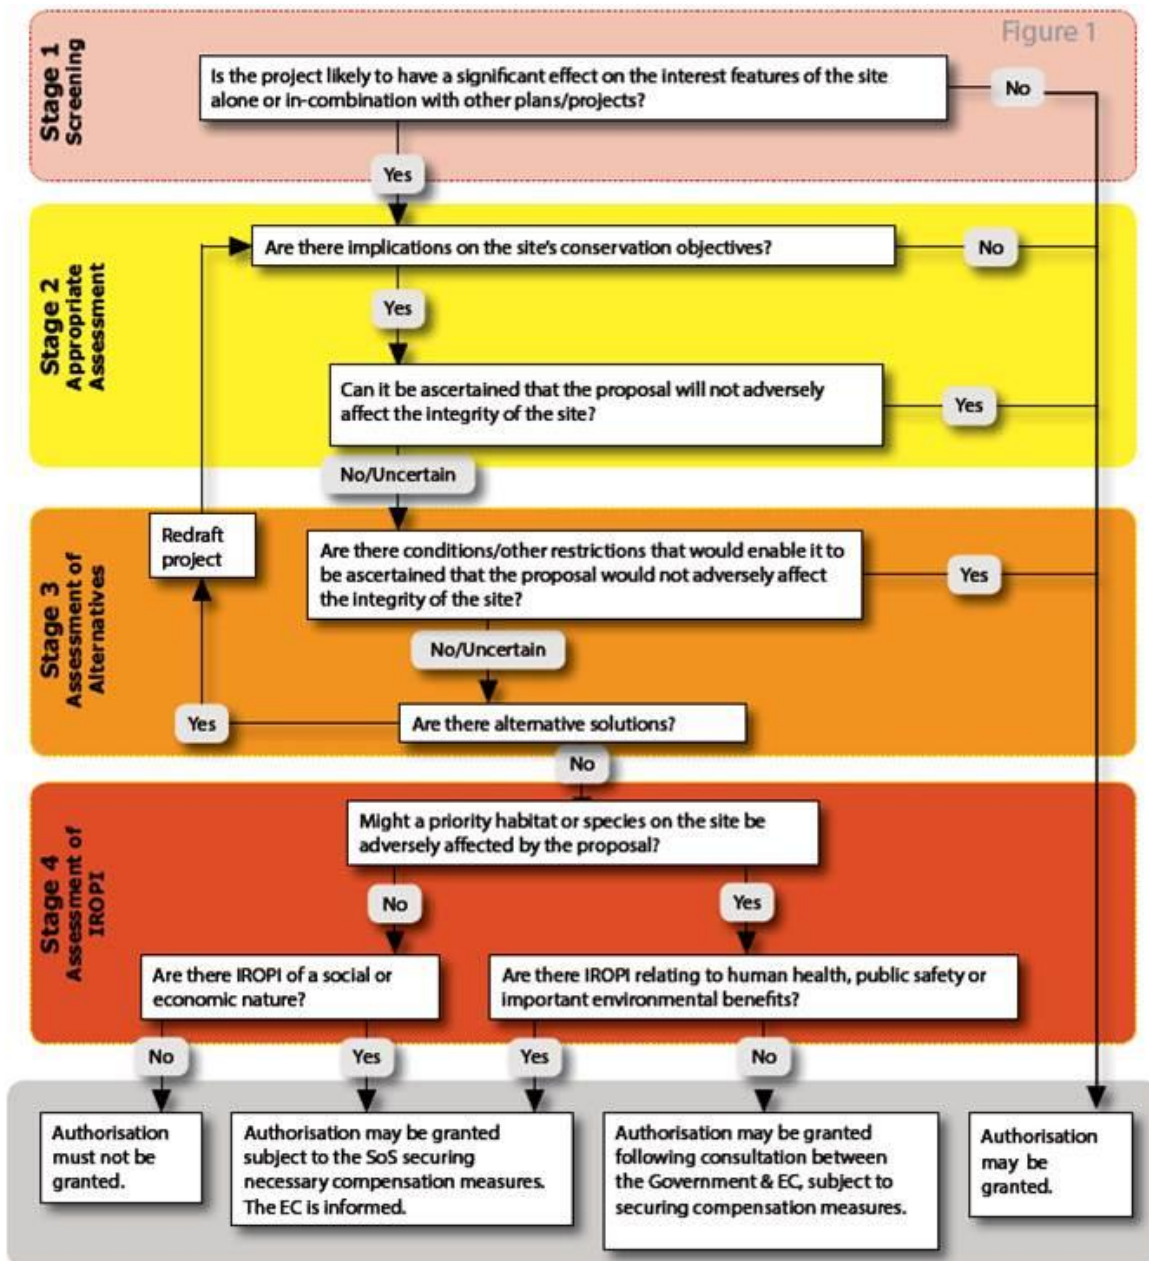 Figure 1
Stage 1
Screening
Is the project likely to have a significant effect on the interest features of the site
alone or in-combination with other plans/projects?
No
Yes
Stage 2
Appropriate
Assessment
Are there implications on the site's conservation objectives?
No
Yes
Can it be ascertained that the proposal will not adversely
affect the integrity of the site?
Yes
No/Uncertain
Stage 3
Assessment of
Alternatives
Redraft
project
Are there conditions/other restrictions that would enable it to
be ascertained that the proposal would not adversely affect
the integrity of the site?
Yes
No/Uncertain
Are there alternative solutions?
Yes
No
Stage 4
Assessment of
IROPI
Might a priority habitat or species on the site be
adversely affected by the proposal?
No
Yes
Are there IROPI of a social or
economic nature?
Are there IROPI relating to human health, public safety or
important environmental benefits?
No
Yes
Yes
No
Authorisation
must not be
granted.
Authorisation may be granted
subject to the SoS securing
necessary compensation measures.
The EC is informed.
Authorisation may be granted
following consultation between
the Government & EC, subject to
securing compensation measures.
Authorisation
may be
granted.